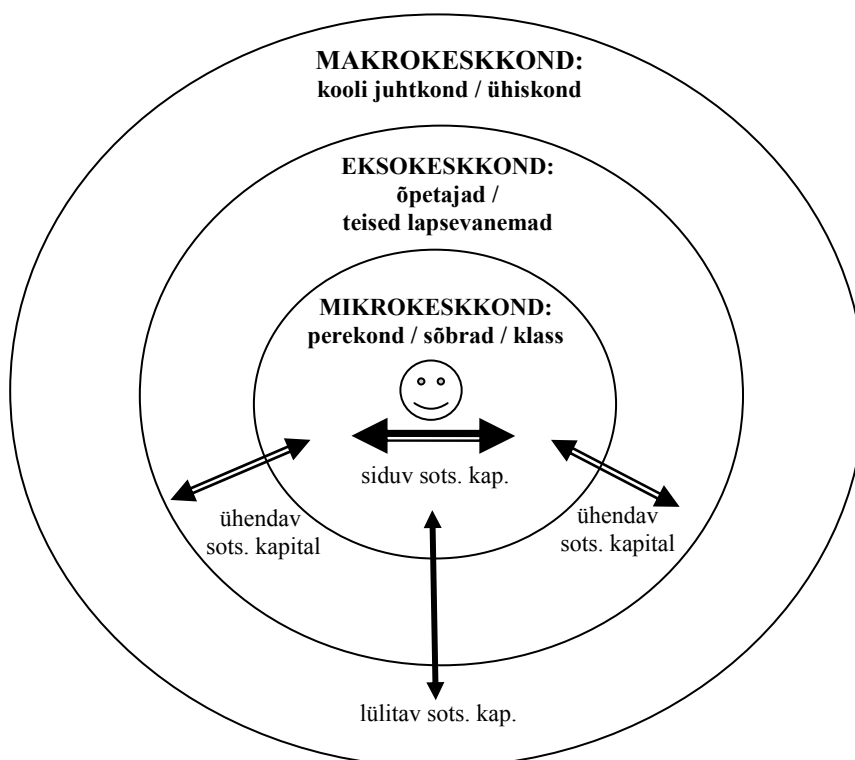 MAKROKESKKOND:
kooli juhtkond / ühiskond
EKSOKESKKOND:
õpetajad /
teised lapsevanemad
MIKROKESKKOND:
perekond / sõbrad / klass
siduv sots. kap.
ühendav
sots. kapital
ühendav
sots. kapital
lülitav sots. kap.